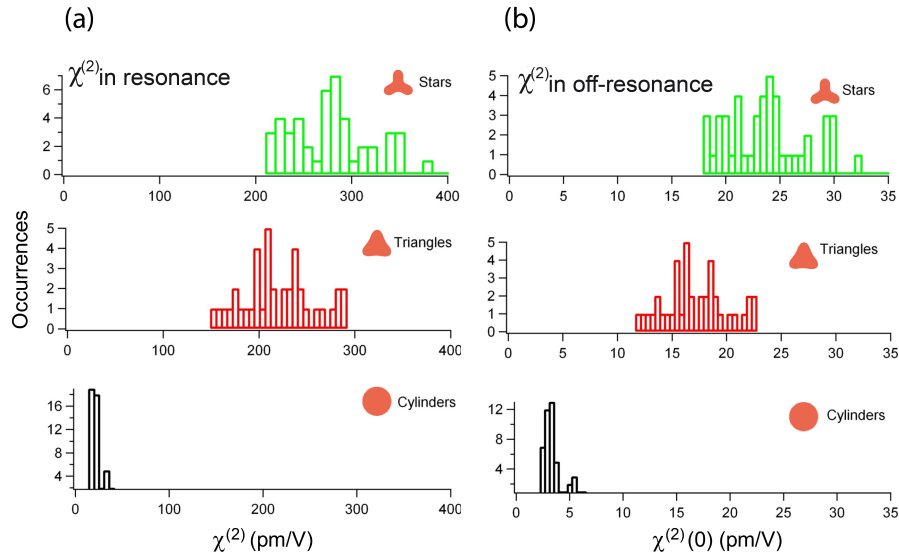 (a)
χ(2) in resonance
Stars
6
4
2
0
0 100 200 300 400
Triangles
5
4
3
2
1
0
0 100 200 300 400
Cylinders
16
12
8
4
0 100 200 300 400
Occurrences
χ(2) (pm/V)
(b)
χ(2) in off-resonance
Stars
5
4
3
2
1
0
0 5 10 15 20 25 30 35
Triangles
5
4
3
2
1
0
0 5 10 15 20 25 30 35
Cylinders
12
8
4
0 5 10 15 20 25 30 35
χ(2) (0) (pm/V)